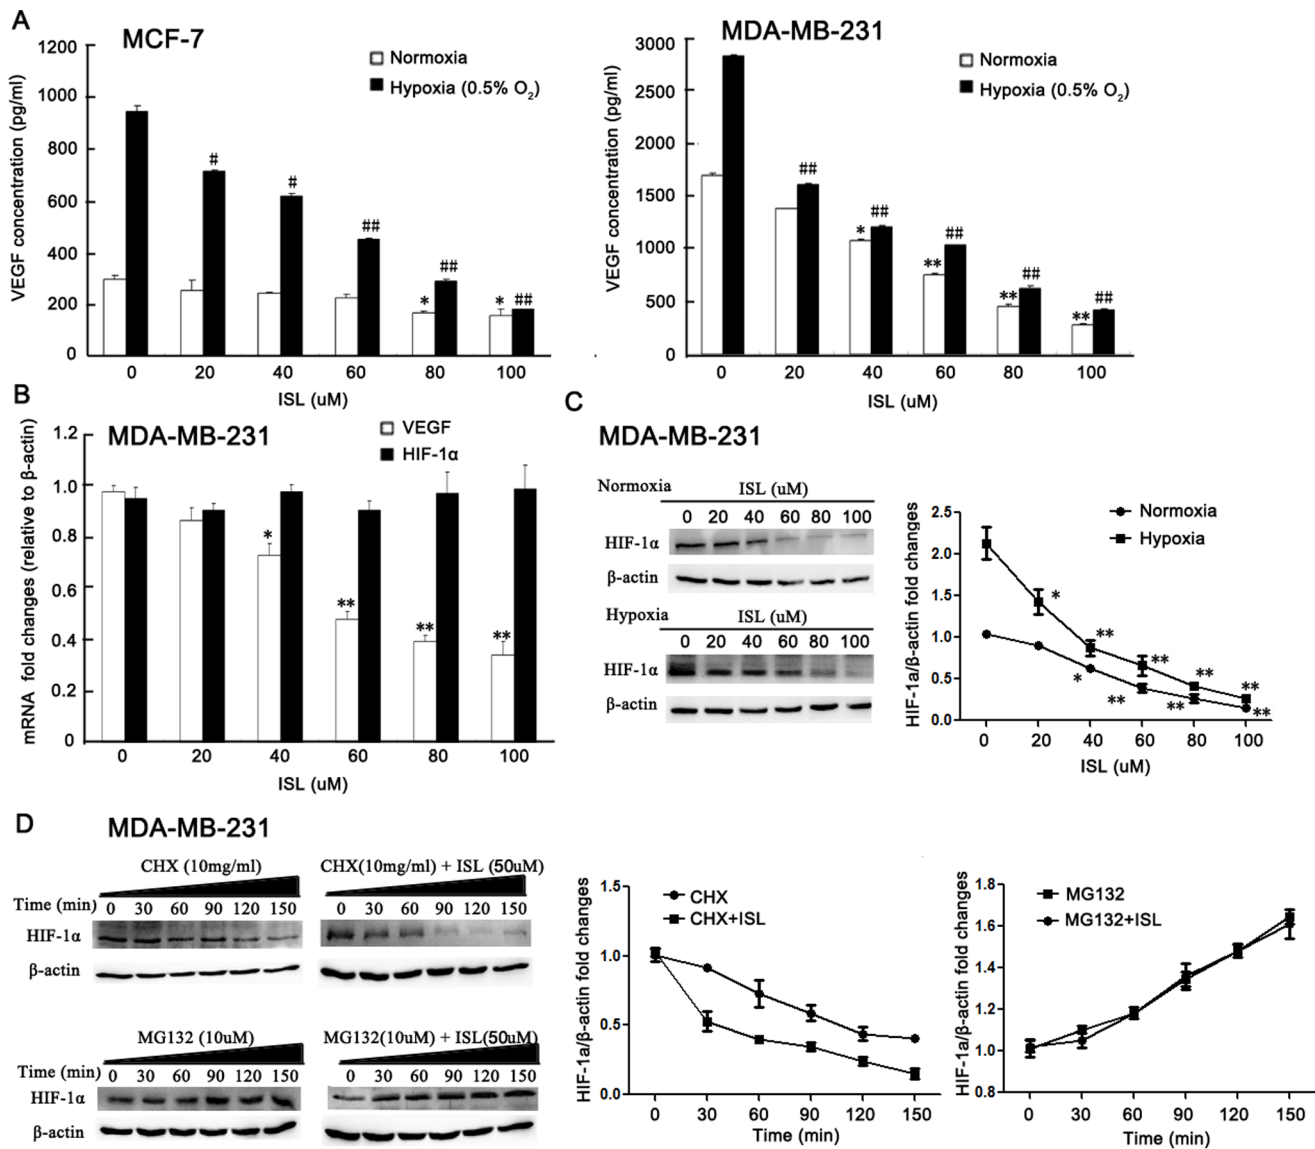 A
MCF-7
Normoxia
Hypoxia (0.5% O2)
VEGF concentration (pg/ml)
1200
1000
800
600
400
200
0
#
#
##
* ##
* ##
0 20 40 60 80 100
ISL (uM)
MDA-MB-231
Normoxia
Hypoxia (0.5% O2)
VEGF concentration (pg/ml)
3000
2500
2000
1500
1000
500
0
##
* ##
** ##
** ##
** ##
0 20 40 60 80 100
ISL (uM)
B
MDA-MB-231
VEGF
HIF-1α
mRNA fold changes (relative to β-actin)
1.2
1.0
0.8
0.6
0.4
0.2
0
*
**
**
**
0 20 40 60 80 100
ISL (uM)
C
MDA-MB-231
Normoxia ISL (uM)
0 20 40 60 80 100
HIF-1α
β-actin
Hypoxia ISL (uM)
0 20 40 60 80 100
HIF-1α
β-actin
Normoxia
Hypoxia
HIF-1a/β-actin fold changes
2.5
2.0
1.5
1.0
0.5
0.0
* ** ** ** **
* ** ** **
0 20 40 60 80 100
ISL (uM)
D
MDA-MB-231
CHX (10mg/ml)
Time (min) 0 30 60 90 120 150
HIF-1α
β-actin
CHX(10mg/ml) + ISL (50uM)
0 30 60 90 120 150
MG132 (10uM)
Time (min) 0 30 60 90 120 150
HIF-1α
β-actin
MG132(10uM) + ISL(50uM)
0 30 60 90 120 150
CHX
CHX+ISL
HIF-1a/β-actin fold changes
1.5
1.0
0.5
0.0
0 30 60 90 120 150
Time (min)
MG132
MG132+ISL
HIF-1a/β-actin fold changes
1.8
1.6
1.4
1.2
1.0
0.8
0 30 60 90 120 150
Time (min)